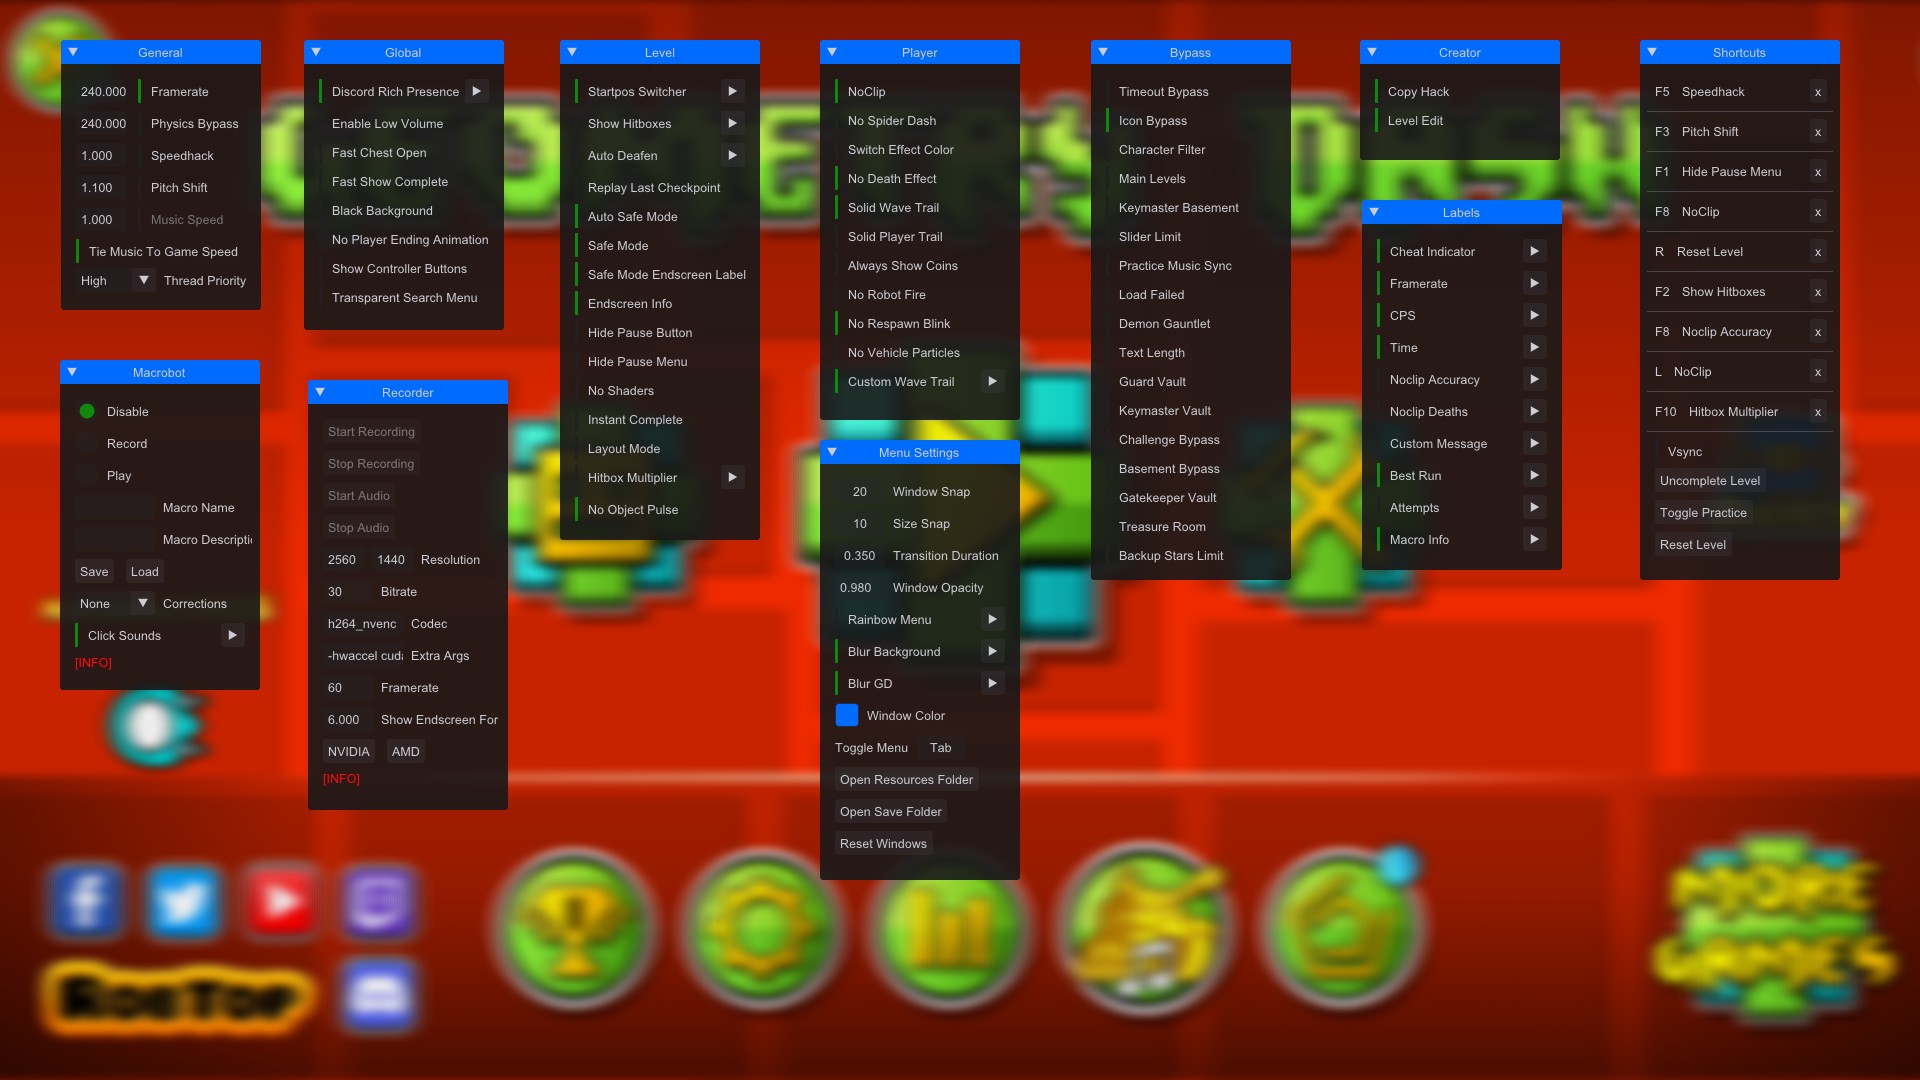 General
240.000 Framerate
240.000 Physics Bypass
1.000 Speedhack
1.100 Pitch Shift
1.000 Music Speed
Tie Music To Game Speed
High Thread Priority
Macrobot
Disable
Record
Play
Macro Name
Macro Descripti
Save Load
None Corrections
Click Sounds
[INFO]
Global
Discord Rich Presence
Enable Low Volume
Fast Chest Open
Fast Show Complete
Black Background
No Player Ending Animation
Show Controller Buttons
Transparent Search Menu
Recorder
Start Recording
Stop Recording
Start Audio
Stop Audio
2560 1440 Resolution
30 Bitrate
h264_nvenc Codec
-hwaccel cuda Extra Args
60 Framerate
6.000 Show Endscreen For
NVIDIA AMD
[INFO]
Level
Startpos Switcher
Show Hitboxes
Auto Deafen
Replay Last Checkpoint
Auto Safe Mode
Safe Mode
Safe Mode Endscreen Label
Endscreen Info
Hide Pause Button
Hide Pause Menu
No Shaders
Instant Complete
Layout Mode
Hitbox Multiplier
No Object Pulse
Player
NoClip
No Spider Dash
Switch Effect Color
No Death Effect
Solid Wave Trail
Solid Player Trail
Always Show Coins
No Robot Fire
No Respawn Blink
No Vehicle Particles
Custom Wave Trail
Menu Settings
20 Window Snap
10 Size Snap
0.350 Transition Duration
0.980 Window Opacity
Rainbow Menu
Blur Background
Blur GD
Window Color
Toggle Menu Tab
Open Resources Folder
Open Save Folder
Reset Windows
Bypass
Timeout Bypass
Icon Bypass
Character Filter
Main Levels
Keymaster Basement
Slider Limit
Practice Music Sync
Load Failed
Demon Gauntlet
Text Length
Guard Vault
Keymaster Vault
Challenge Bypass
Basement Bypass
Gatekeeper Vault
Treasure Room
Backup Stars Limit
Creator
Copy Hack
Level Edit
Labels
Cheat Indicator
Framerate
CPS
Time
Noclip Accuracy
Noclip Deaths
Custom Message
Best Run
Attempts
Macro Info
Shortcuts
F5 Speedhack x
F3 Pitch Shift x
F1 Hide Pause Menu x
F8 NoClip x
R Reset Level x
F2 Show Hitboxes x
F8 Noclip Accuracy x
L NoClip x
F10 Hitbox Multiplier x
Vsync
Uncomplete Level
Toggle Practice
Reset Level
RobTop
MORE
GAMES